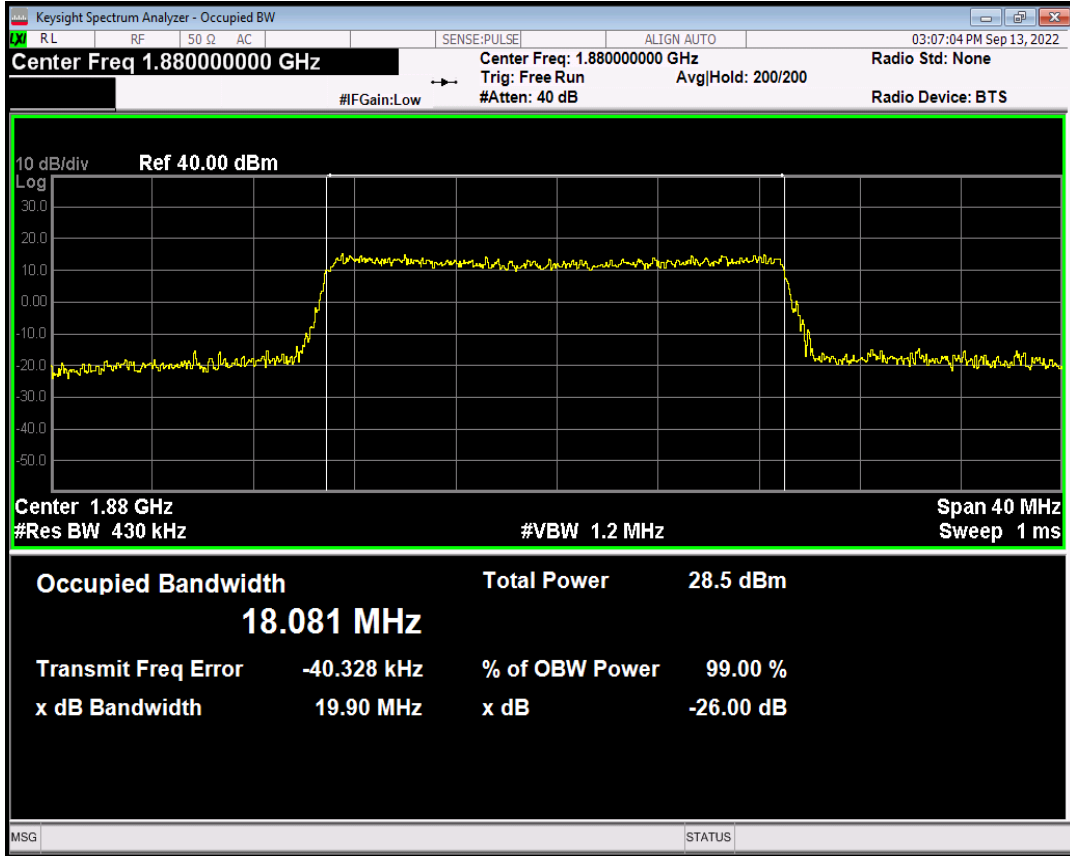 Keysight Spectrum Analyzer - Occupied BW
LXI RL RF 50 Ω AC SENSE:PULSE ALIGN AUTO 03:07:04 PM Sep 13, 2022
Center Freq 1.880000000 GHz Center Freq: 1.880000000 GHz Radio Std: None
Trig: Free Run Avg|Hold: 200/200
#IFGain:Low #Atten: 40 dB Radio Device: BTS
10 dB/div Ref 40.00 dBm
Log
30.0
20.0
10.0
0.00
-10.0
-20.0
-30.0
-40.0
-50.0
Center 1.88 GHz Span 40 MHz
#Res BW 430 kHz #VBW 1.2 MHz Sweep 1 ms
Occupied Bandwidth Total Power 28.5 dBm
18.081 MHz
Transmit Freq Error -40.328 kHz % of OBW Power 99.00 %
x dB Bandwidth 19.90 MHz x dB -26.00 dB
MSG STATUS